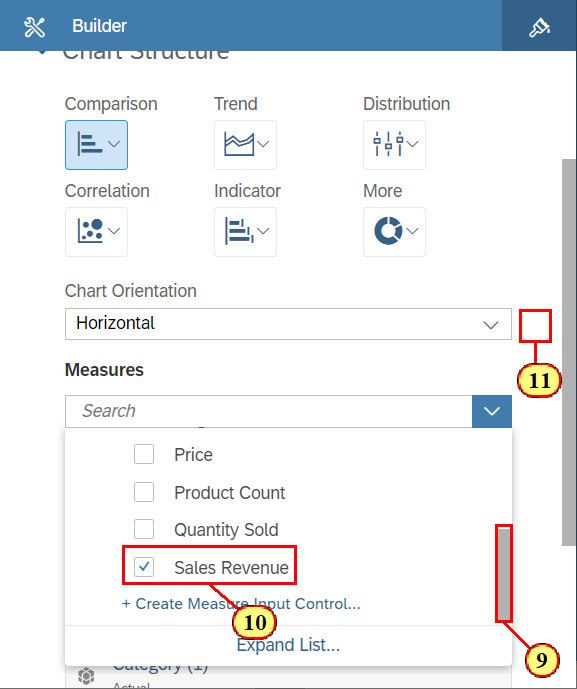 Builder
Chart Structure
Comparison Trend Distribution
Correlation Indicator More
Chart Orientation
Horizontal
11
Measures
Search
Price
Product Count
Quantity Sold
Sales Revenue
+ Create Measure Input Control...
10
Expand List...
9
Category (1)
Actual